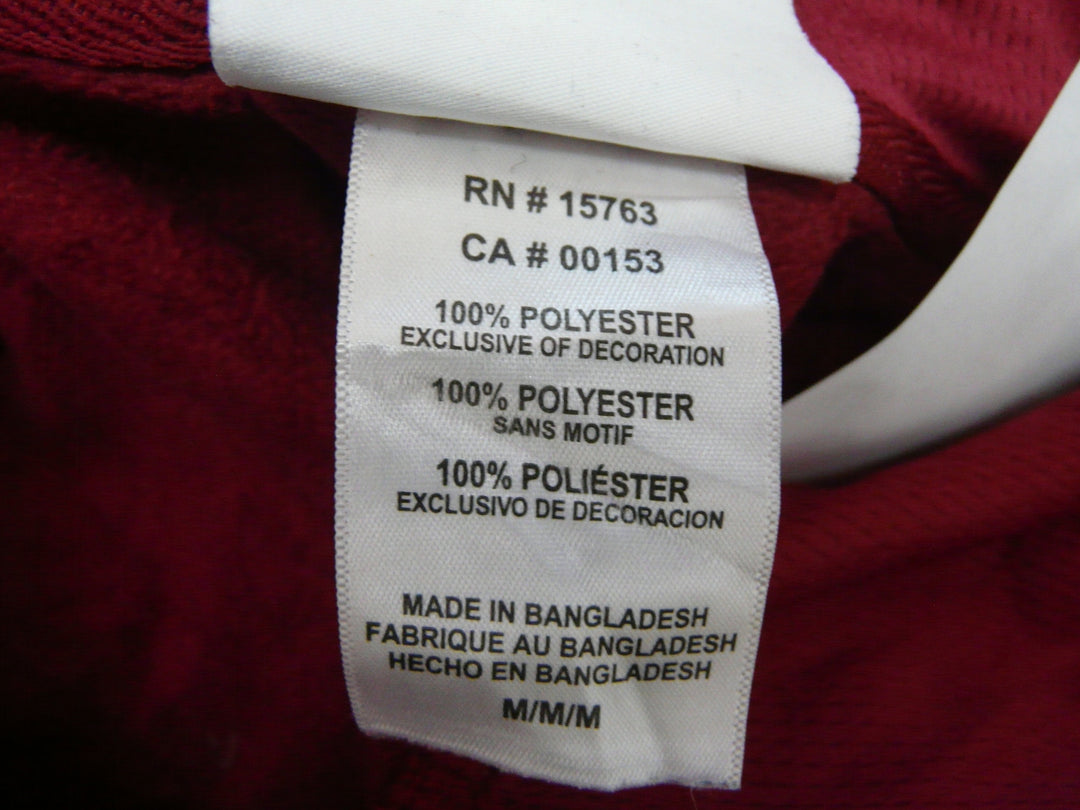 RN # 15763
CA # 00153
100% POLYESTER
EXCLUSIVE OF DECORATION
100% POLYESTER
SANS MOTIF
100% POLIÉSTER
EXCLUSIVO DE DECORACION
MADE IN BANGLADESH
FABRIQUE AU BANGLADESH
HECHO EN BANGLADESH
M/M/M